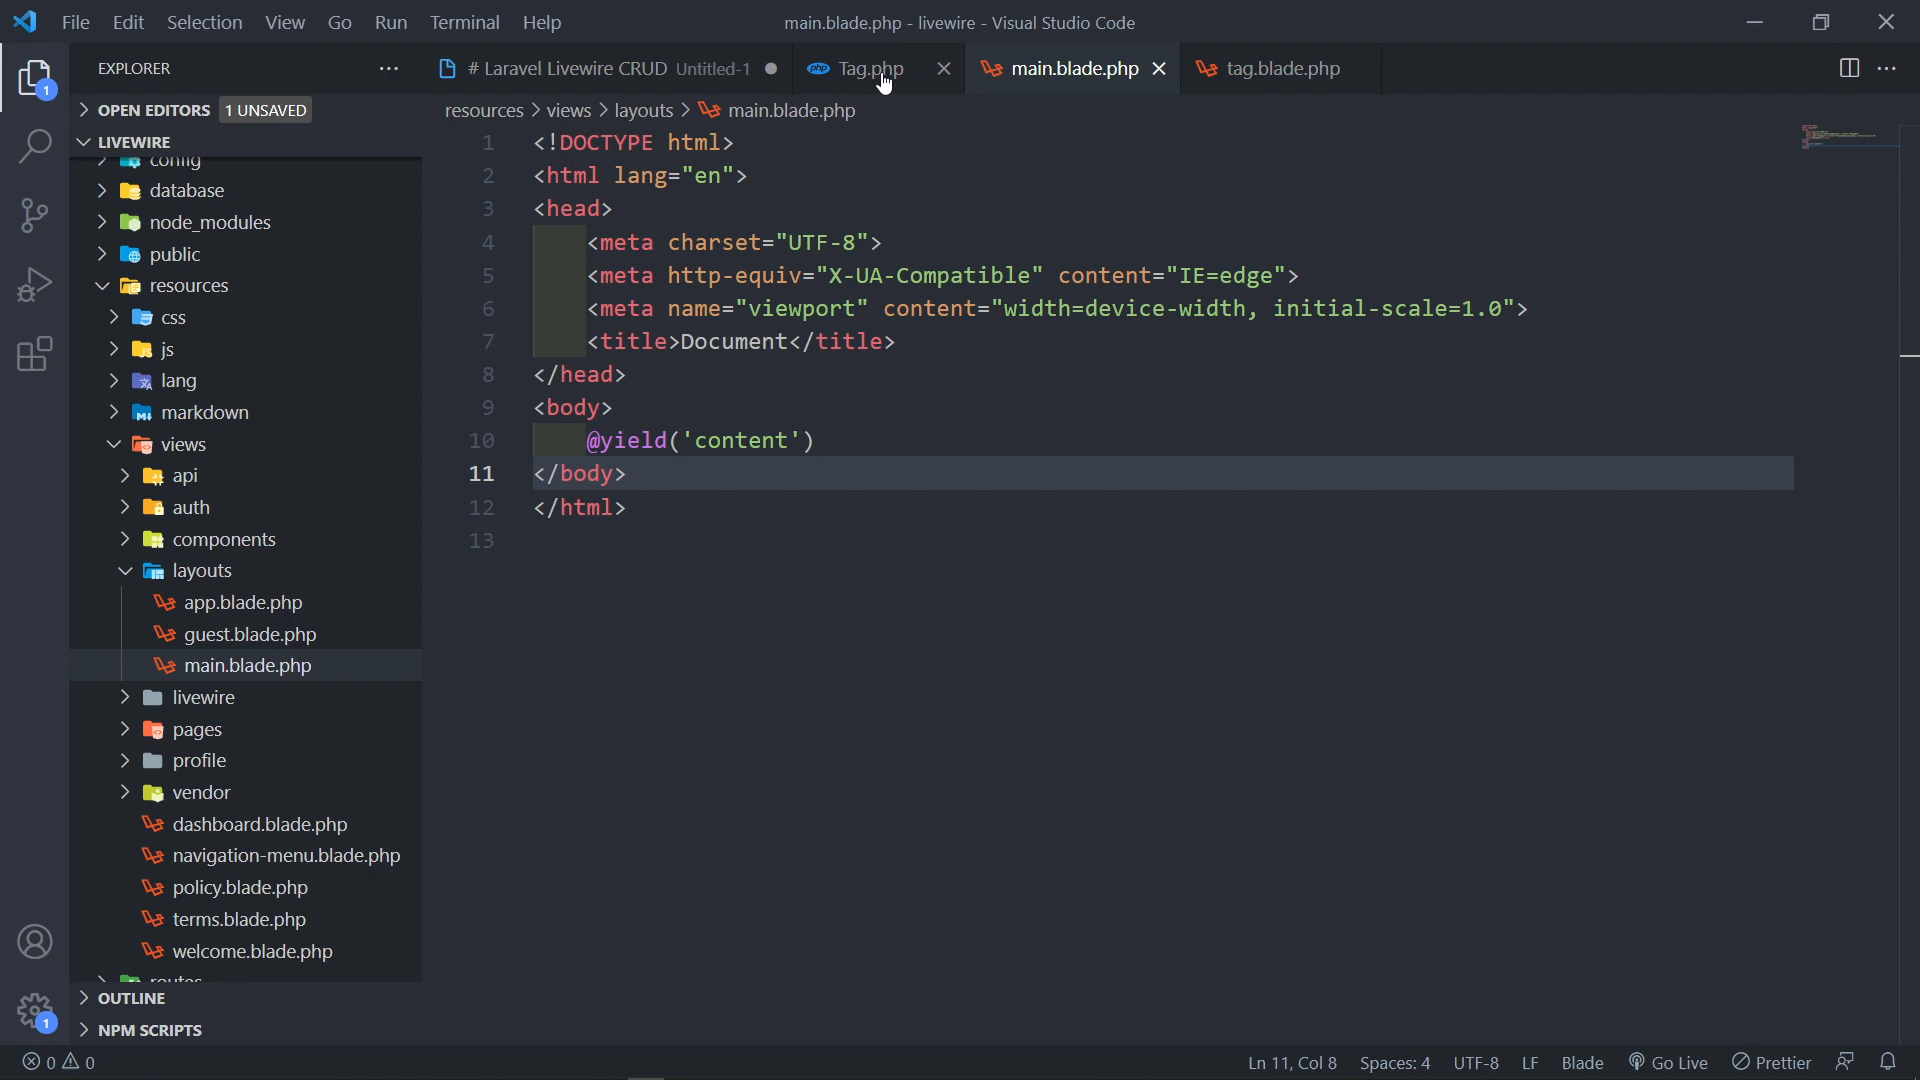 File Edit Selection View Go Run Terminal Help
main.blade.php - livewire - Visual Studio Code
EXPLORER
# Laravel Livewire CRUD Untitled-1
Tag.php
main.blade.php
tag.blade.php
OPEN EDITORS 1 UNSAVED
resources > views > layouts > main.blade.php
LIVEWIRE
config
database
node_modules
public
resources
css
js
lang
markdown
views
api
auth
components
layouts
app.blade.php
guest.blade.php
main.blade.php
livewire
pages
profile
vendor
dashboard.blade.php
navigation-menu.blade.php
policy.blade.php
terms.blade.php
welcome.blade.php
routes
OUTLINE
NPM SCRIPTS
1 <!DOCTYPE html>
2 <html lang="en">
3 <head>
4 <meta charset="UTF-8">
5 <meta http-equiv="X-UA-Compatible" content="IE=edge">
6 <meta name="viewport" content="width=device-width, initial-scale=1.0">
7 <title>Document</title>
8 </head>
9 <body>
10 @yield('content')
11 </body>
12 </html>
13
1
1
0 0
Ln 11, Col 8 Spaces: 4 UTF-8 LF Blade Go Live Prettier